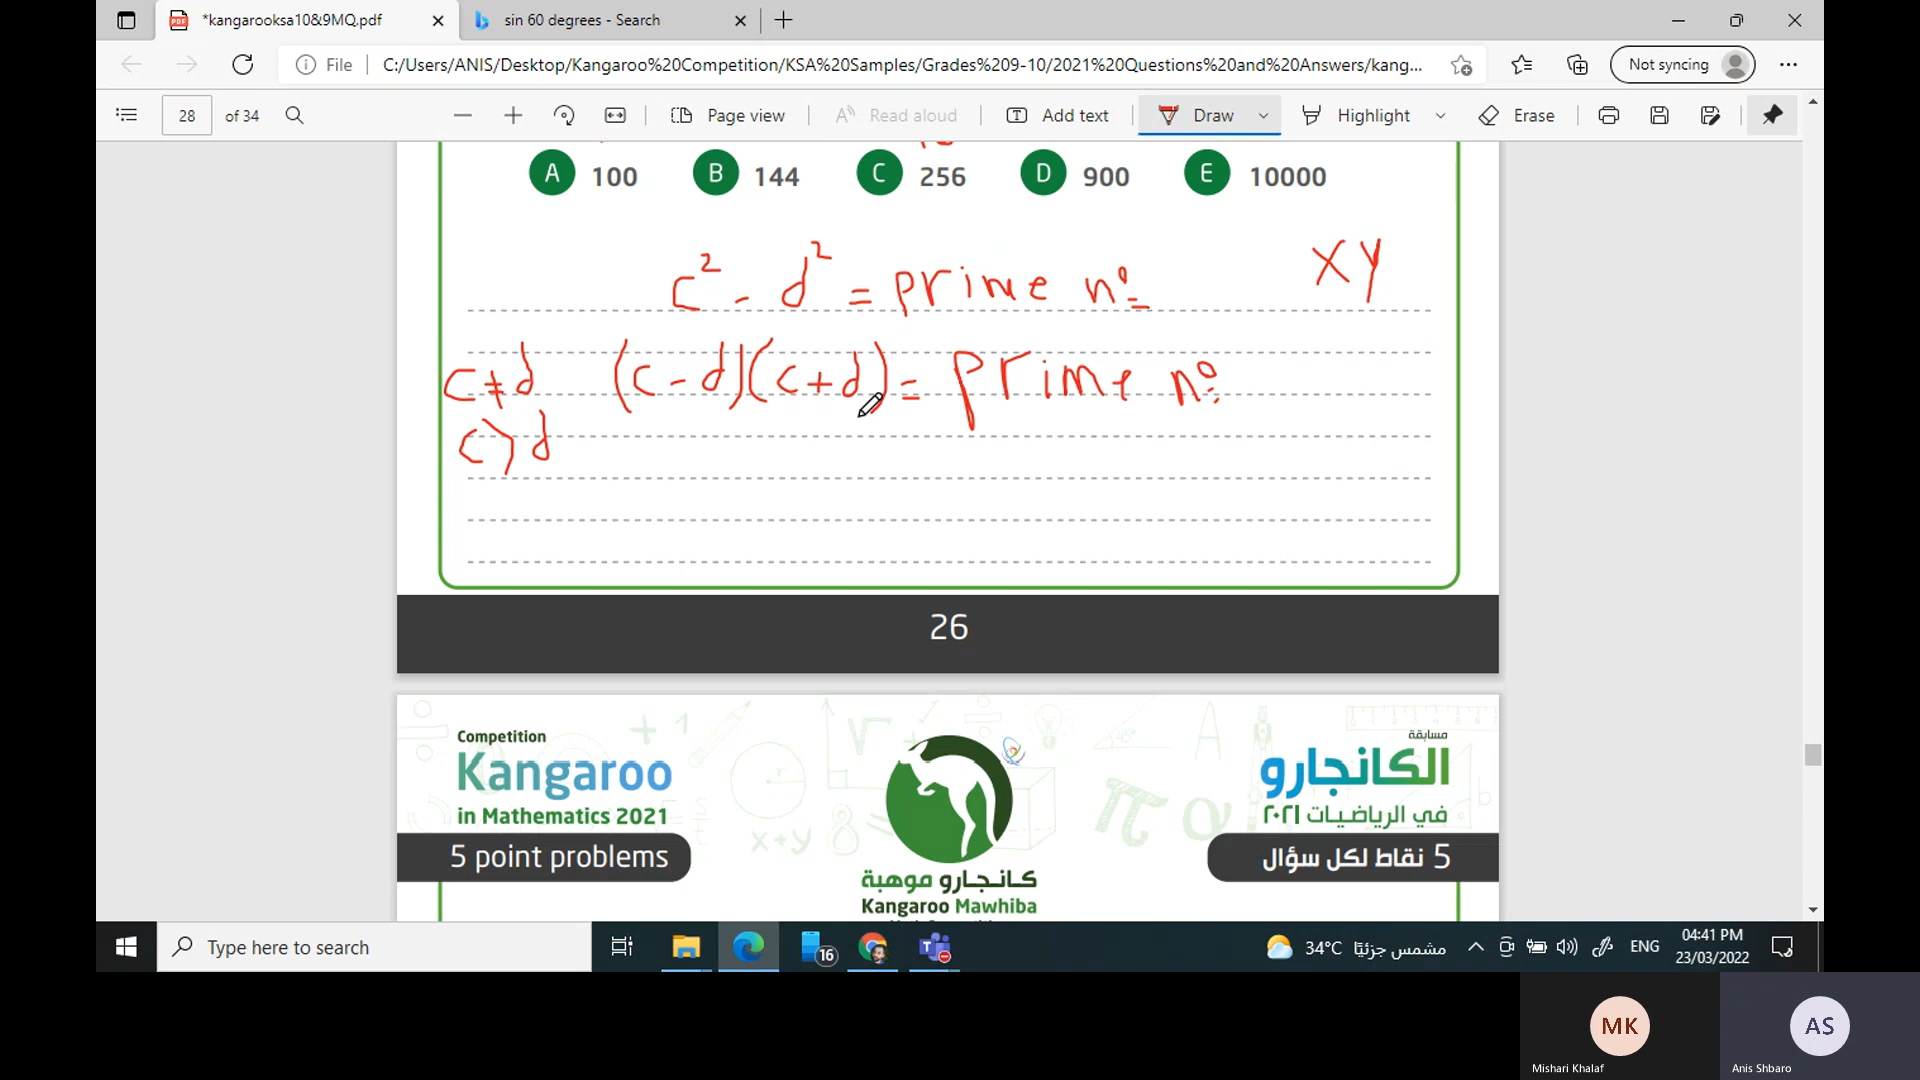 *kangarooksa10&9MQ.pdf
sin 60 degrees - Search
File
C:/Users/ANIS/Desktop/Kangaroo%20Competition/KSA%20Samples/Grades%209-10/2021%20Questions%20and%20Answers/kang...
Not syncing
28 of 34
Page view
Read aloud
Add text
Draw
Highlight
Erase
A 100 B 144 C 256 D 900 E 10000
c² - d² = prime nº
xy
c ≠ d (c-d)(c+d) = prime nº
c > d
26
Competition
Kangaroo
in Mathematics 2021
5 point problems
كانجارو موهبة
Kangaroo Mawhiba
مسابقة
الكانجارو
في الرياضيات ٢٠٢١
5 نقاط لكل سؤال
Type here to search
16
34°C مشمس جزئيًا
ENG
04:41 PM
23/03/2022
MK
Mishari Khalaf
AS
Anis Shbaro